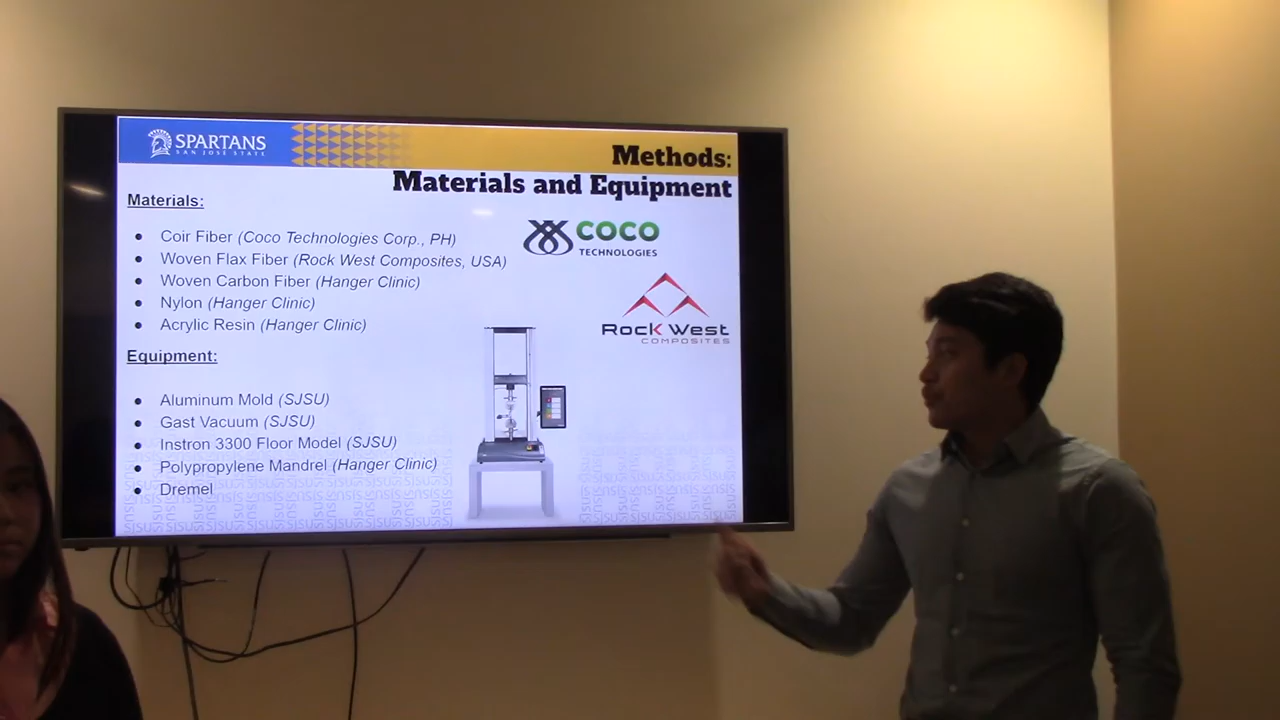 SPARTANS
SAN JOSE STATE
Methods:
Materials and Equipment
Materials:
● Coir Fiber (Coco Technologies Corp., PH)
● Woven Flax Fiber (Rock West Composites, USA)
● Woven Carbon Fiber (Hanger Clinic)
● Nylon (Hanger Clinic)
● Acrylic Resin (Hanger Clinic)
COCO
TECHNOLOGIES
Rock West
COMPOSITES
Equipment:
● Aluminum Mold (SJSU)
● Gast Vacuum (SJSU)
● Instron 3300 Floor Model (SJSU)
● Polypropylene Mandrel (Hanger Clinic)
● Dremel